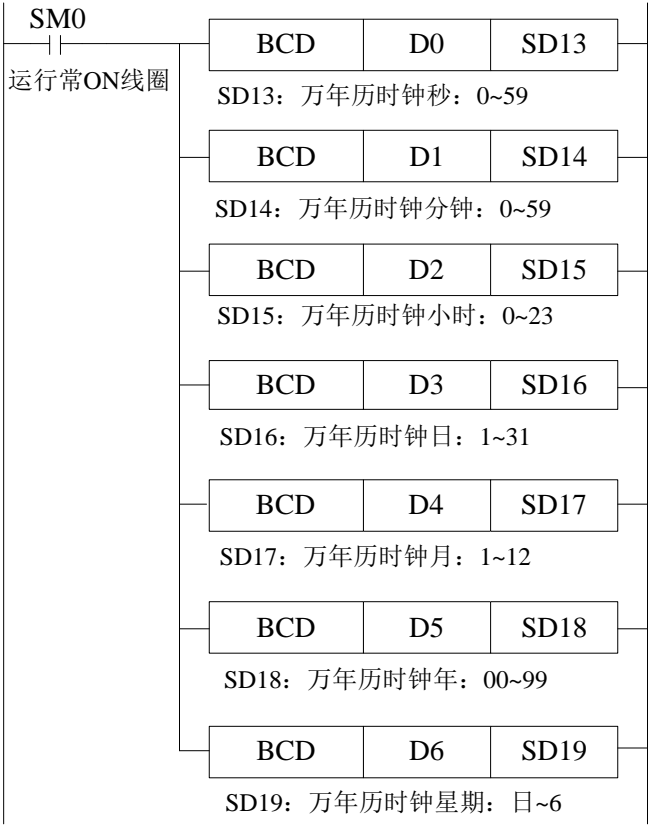 SM0
BCD D0 SD13
运行常ON线圈
SD13：万年历时钟秒：0~59
BCD D1 SD14
SD14：万年历时钟分钟：0~59
BCD D2 SD15
SD15：万年历时钟小时：0~23
BCD D3 SD16
SD16：万年历时钟日：1~31
BCD D4 SD17
SD17：万年历时钟月：1~12
BCD D5 SD18
SD18：万年历时钟年：00~99
BCD D6 SD19
SD19：万年历时钟星期：日~6